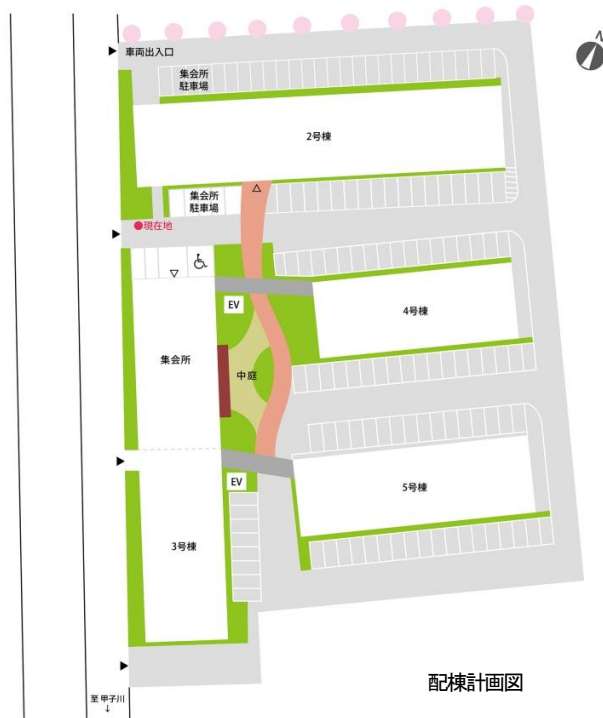 N
車両出入口
集会所
駐車場
2号棟
集会所
駐車場
●現在地
EV
4号棟
集会所
中庭
EV
5号棟
3号棟
配棟計画図
至 甲子川
↓